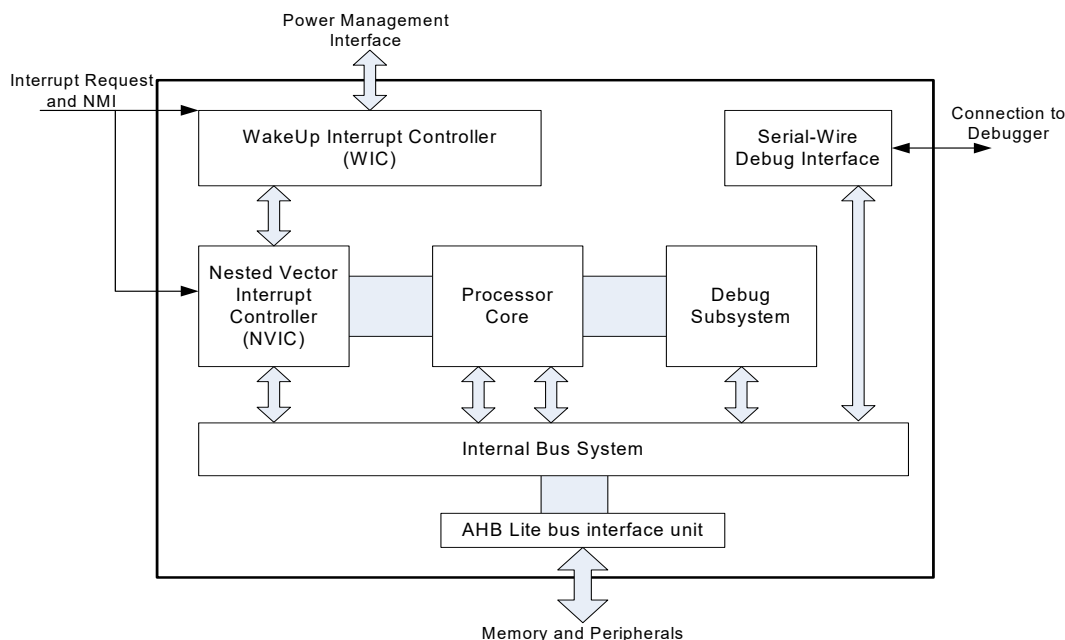 Power Management
Interface
Interrupt Request
and NMI
WakeUp Interrupt Controller
(WIC)
Serial-Wire
Debug Interface
Connection to
Debugger
Nested Vector
Interrupt
Controller
(NVIC)
Processor
Core
Debug
Subsystem
Internal Bus System
AHB Lite bus interface unit
Memory and Peripherals